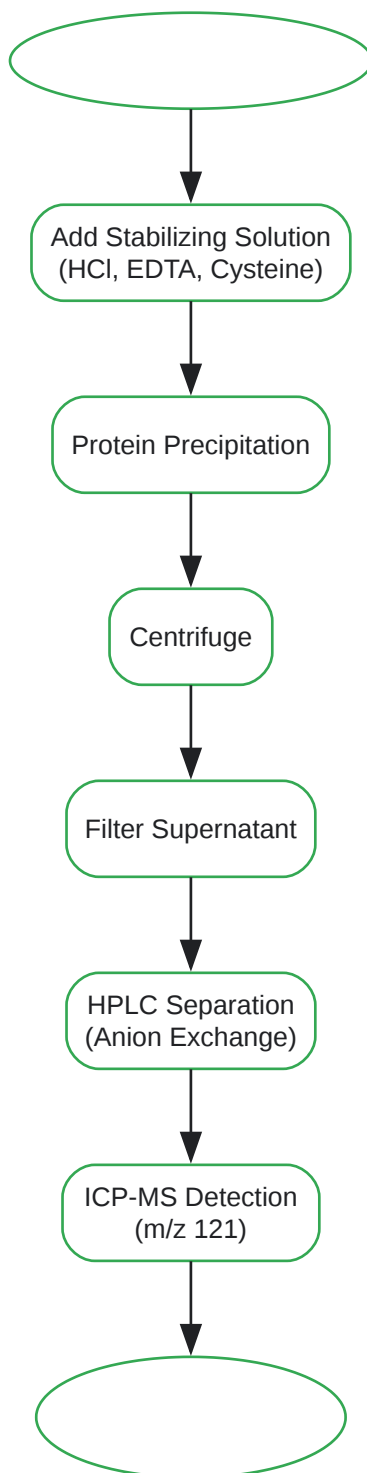 Add Stabilizing Solution
(HCl, EDTA, Cysteine)
Protein Precipitation
Centrifuge
Filter Supernatant
HPLC Separation
(Anion Exchange)
ICP-MS Detection
(m/z 121)